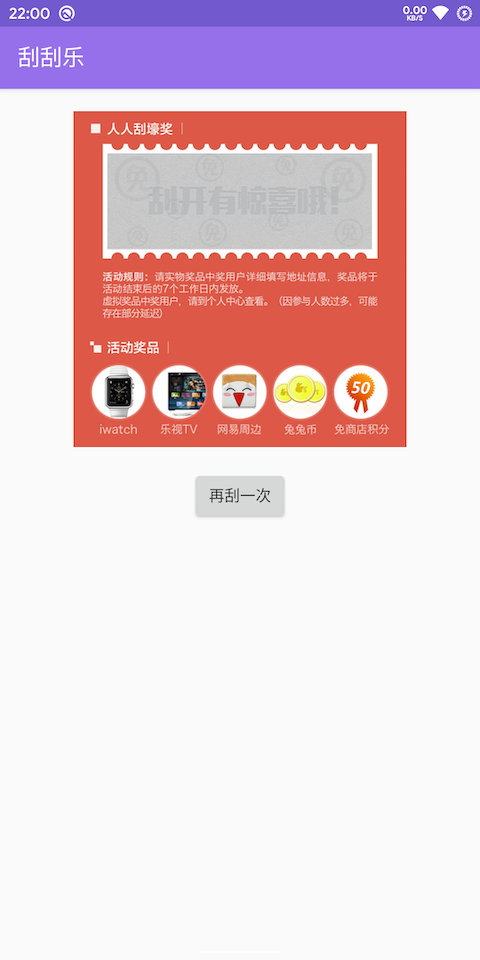 22:00
0.00
KB/S
刮刮乐
人人刮壕奖
免
免
免
刮开有惊喜哦!
免
免
活动规则：请实物奖品中奖用户详细填写地址信息，奖品将于
活动结束后的7个工作日内发放。
虚拟奖品中奖用户，请到个人中心查看。（因参与人数过多，可能
存在部分延迟）
活动奖品
50
iwatch
乐视TV
网易周边
兔兔币
免商店积分
再刮一次